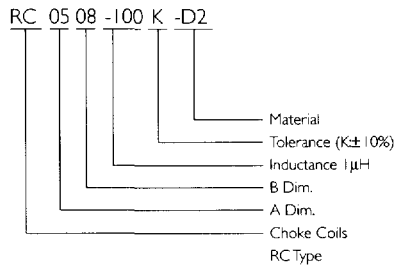 RC 05 08 -100 K -D2
Material
Tolerance (K:± 10%)
Inductance 1μH
B Dim.
A Dim.
Choke Coils
RC Type